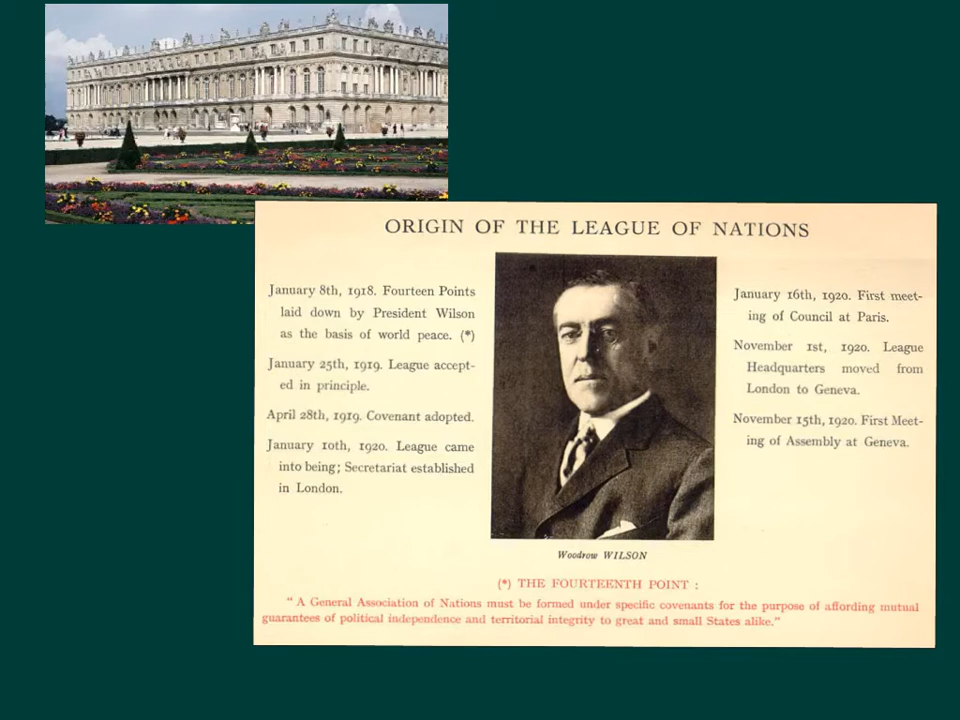 ORIGIN OF THE LEAGUE OF NATIONS
January 8th, 1918. Fourteen Points
laid down by President Wilson
as the basis of world peace. (*)
January 25th, 1919. League accept-
ed in principle.
April 28th, 1919. Covenant adopted.
January 10th, 1920. League came
into being; Secretariat established
in London.
January 16th, 1920. First meet-
ing of Council at Paris.
November 1st, 1920. League
Headquarters moved from
London to Geneva.
November 15th, 1920. First Meet-
ing of Assembly at Geneva.
Woodrow WILSON
(*) THE FOURTEENTH POINT :
“ A General Association of Nations must be formed under specific covenants for the purpose of affording mutual
guarantees of political independence and territorial integrity to great and small States alike.”